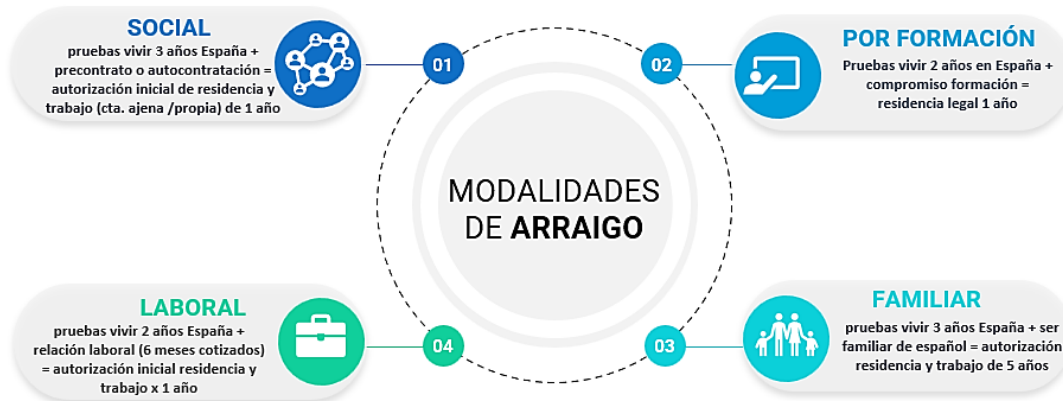 SOCIAL
pruebas vivir 3 años España +
precontrato o autocontratación =
autorización inicial de residencia y
trabajo (cta. ajena /propia) de 1 año
01
02
POR FORMACIÓN
Pruebas vivir 2 años en España +
compromiso formación =
residencia legal 1 año
MODALIDADES
DE ARRAIGO
LABORAL
pruebas vivir 2 años España +
relación laboral (6 meses cotizados)
= autorización inicial residencia y
trabajo x 1 año
04
03
FAMILIAR
pruebas vivir 3 años España + ser
familiar de español = autorización
residencia y trabajo de 5 años